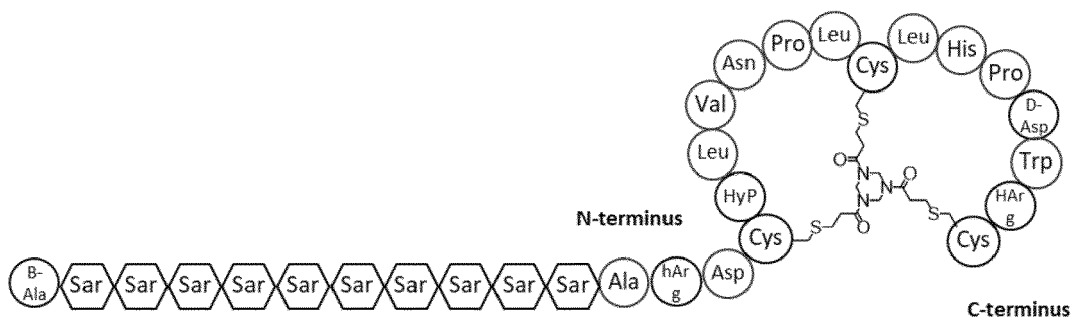 Leu
Leu
Pro
His
Asn
Cys
Pro
Val
D-
Asp
S
Leu
O
N
N
O
Trp
HyP
N
HAr
g
N-terminus
S
S
O
Cys
Cys
B-
Ala
Sar
Sar
Sar
Sar
Sar
Sar
Sar
Sar
Sar
Sar
Ala
hAr
g
Asp
C-terminus